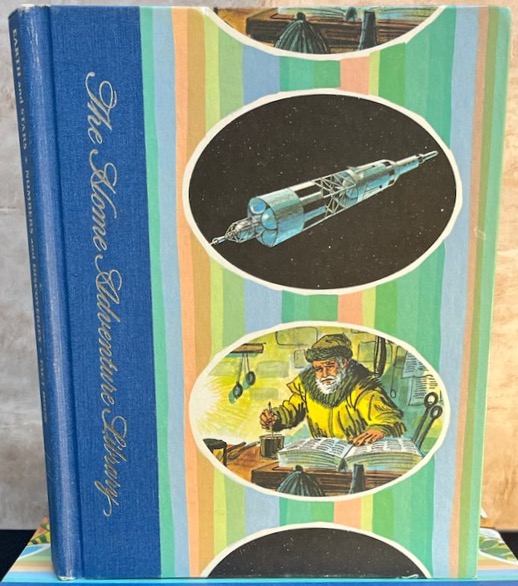 The Home Adventure Library
EARTH and STARS • NUMBERS and DISCOVERIES